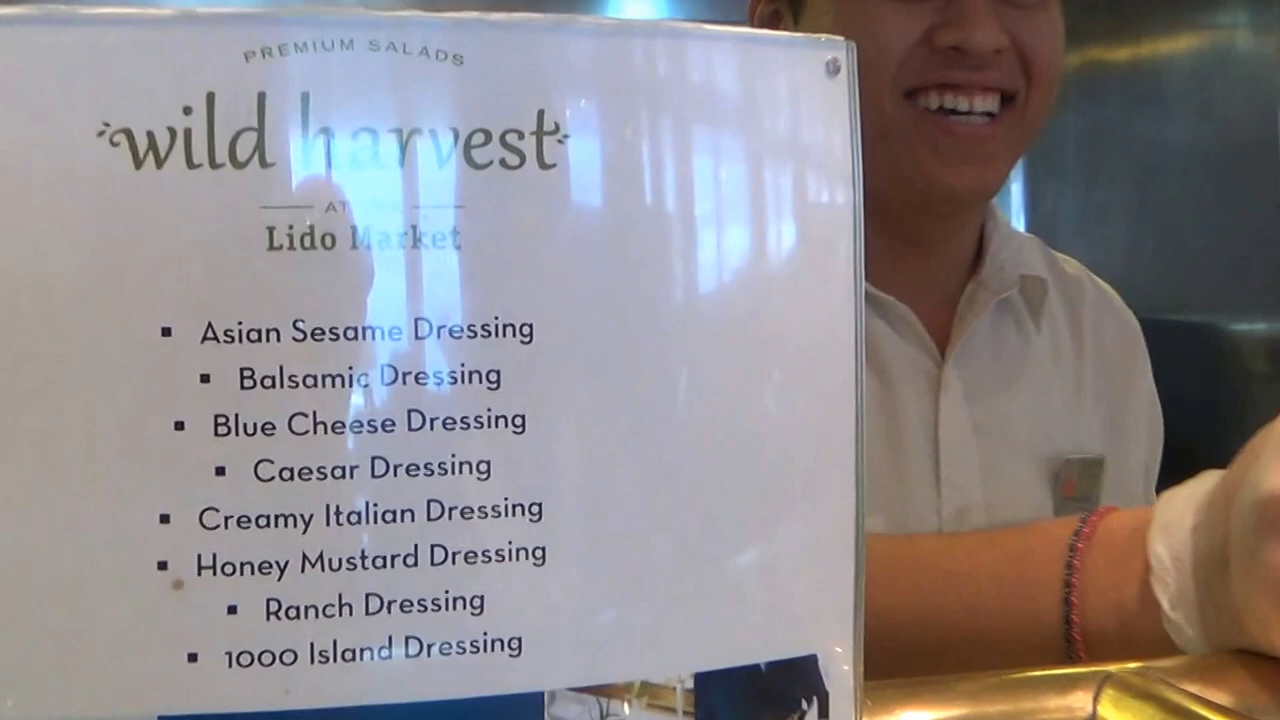 PREMIUM SALADS
wild harvest
AT THE
Lido Market
▪ Asian Sesame Dressing
▪ Balsamic Dressing
▪ Blue Cheese Dressing
▪ Caesar Dressing
▪ Creamy Italian Dressing
▪ Honey Mustard Dressing
▪ Ranch Dressing
▪ 1000 Island Dressing